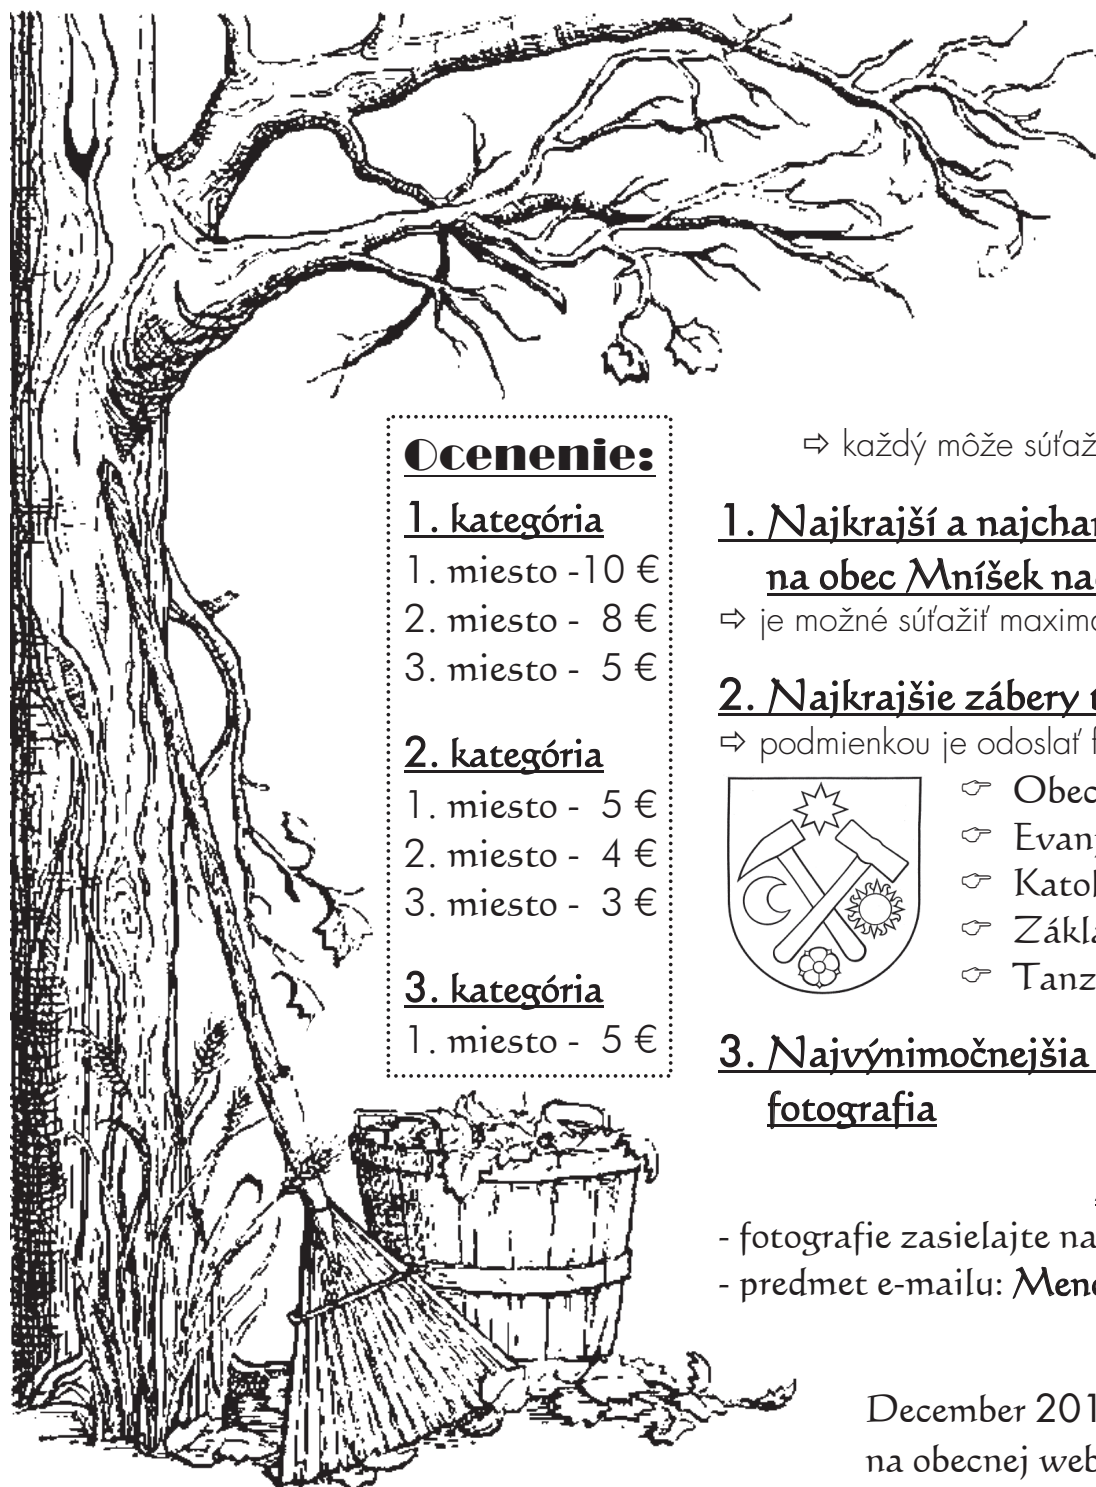 Ocenenie:
1. kategória
1. miesto -10 €
2. miesto - 8 €
3. miesto - 5 €
2. kategória
1. miesto - 5 €
2. miesto - 4 €
3. miesto - 3 €
3. kategória
1. miesto - 5 €
⇨ každý môže súťaž
1. Najkrajší a najchar
na obec Mníšek na
⇨ je možné súťažiť maxim
2. Najkrajšie zábery
⇨ podmienkou je odoslať f
☞ Obec
☞ Evan
☞ Katol
☞ Zákla
☞ Tanz
3. Najvýnimočnejšia
fotografia
- fotografie zasielajte na
- predmet e-mailu: Men
December 201
na obecnej web